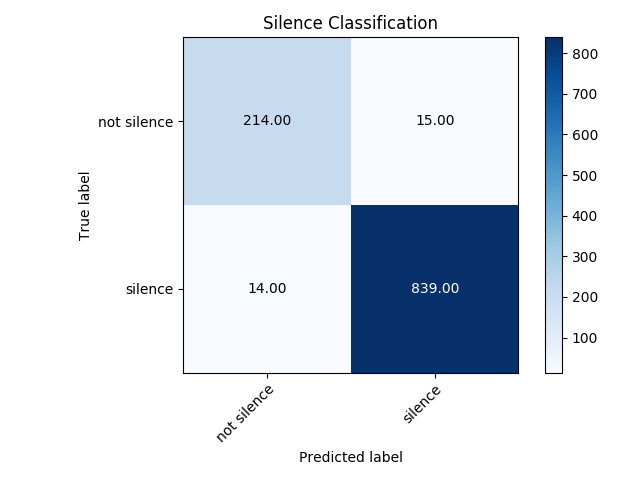 Silence Classification
not silence
214.00
15.00
silence
14.00
839.00
True label
not silence
silence
Predicted label
800
700
600
500
400
300
200
100